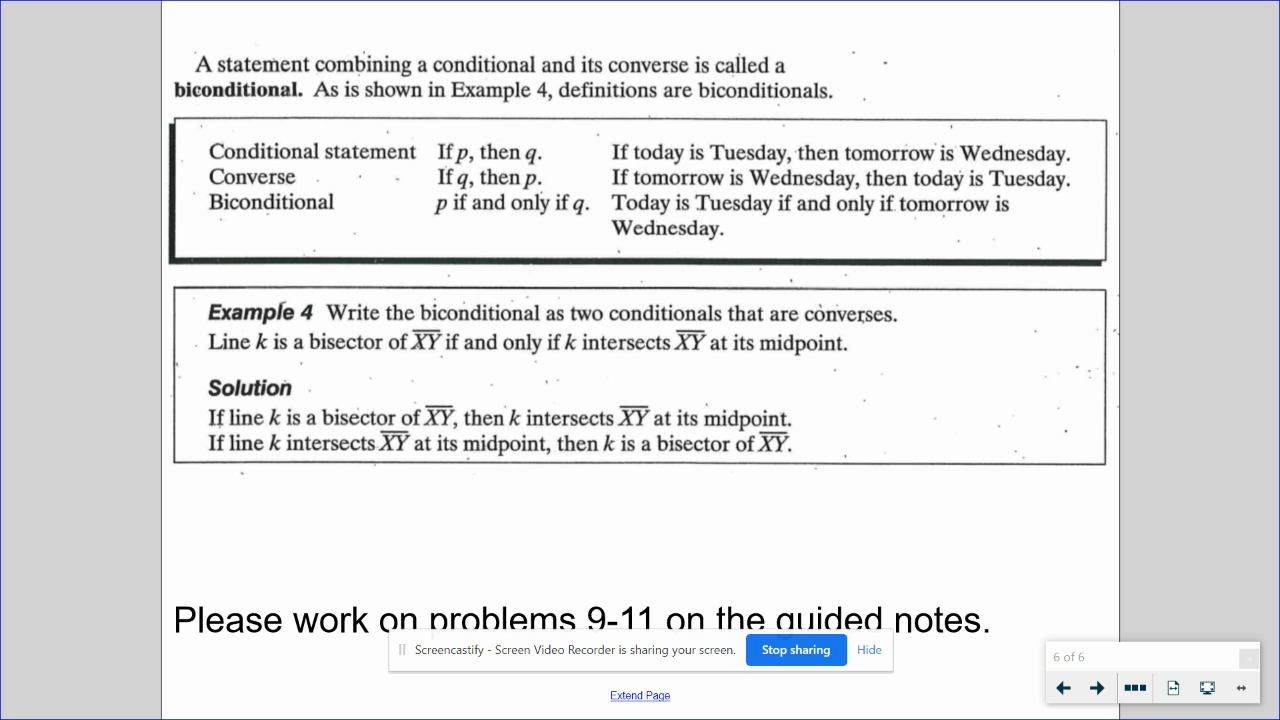 A statement combining a conditional and its converse is called a
biconditional. As is shown in Example 4, definitions are biconditionals.
Conditional statement If p, then q. If today is Tuesday, then tomorrow is Wednesday.
Converse If q, then p. If tomorrow is Wednesday, then today is Tuesday.
Biconditional p if and only if q. Today is Tuesday if and only if tomorrow is
Wednesday.
Example 4 Write the biconditional as two conditionals that are converses.
Line k is a bisector of X̅Y̅ if and only if k intersects X̅Y̅ at its midpoint.
Solution
If line k is a bisector of X̅Y̅, then k intersects X̅Y̅ at its midpoint.
If line k intersects X̅Y̅ at its midpoint, then k is a bisector of X̅Y̅.
Please work on problems 9-11 on the guided notes.
Screencastify - Screen Video Recorder is sharing your screen. Stop sharing Hide
6 of 6
Extend Page